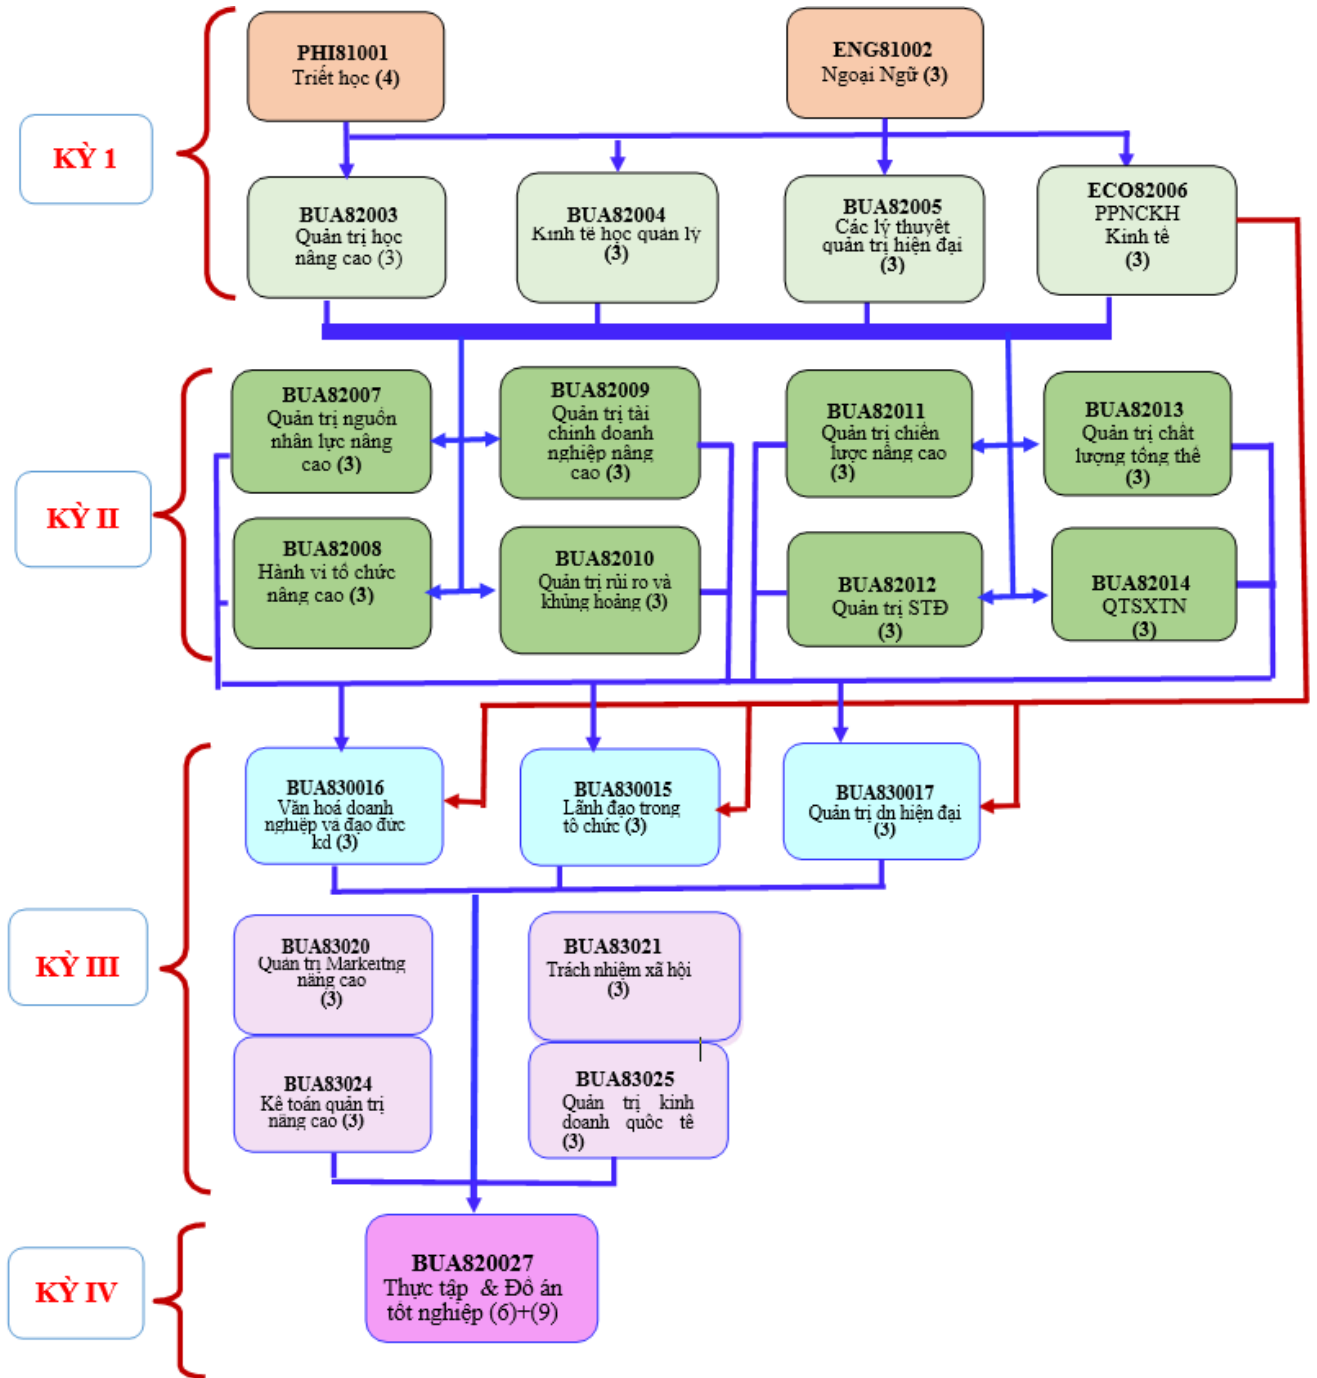 PHI81001
Triết học (4)
ENG81002
Ngoại Ngữ (3)
KỲ 1
BUA82003
Quản trị học
nâng cao (3)
BUA82004
Kinh tế học quản lý
(3)
BUA82005
Các lý thuyết
quản trị hiện đại
(3)
ECO82006
PPNCKH
Kinh tế
(3)
KỲ II
BUA82007
Quản trị nguồn
nhân lực nâng
cao (3)
BUA82009
Quản trị tài
chinh doanh
nghiệp nâng
cao (3)
BUA82011
Quản trị chiến
lược nâng cao
(3)
BUA82013
Quản trị chất
lượng tổng thể
(3)
BUA82008
Hành vi tổ chức
nâng cao (3)
BUA82010
Quản trị rủi ro và
khủng hoảng (3)
BUA82012
Quản trị STĐ
(3)
BUA82014
QTSXTN
(3)
BUA830016
Văn hoá doanh
nghiệp và đạo đức
kd (3)
BUA830015
Lãnh đạo trong
tổ chức (3)
BUA830017
Quản trị dn hiện đại
(3)
KỲ III
BUA83020
Quản trị Markeitng
nâng cao
(3)
BUA83021
Trách nhiệm xã hội
(3)
BUA83024
Kế toán quản trị
nâng cao (3)
BUA83025
Quản trị kinh
doanh quốc tế
(3)
KỲ IV
BUA820027
Thực tập & Đồ án
tốt nghiệp (6)+(9)